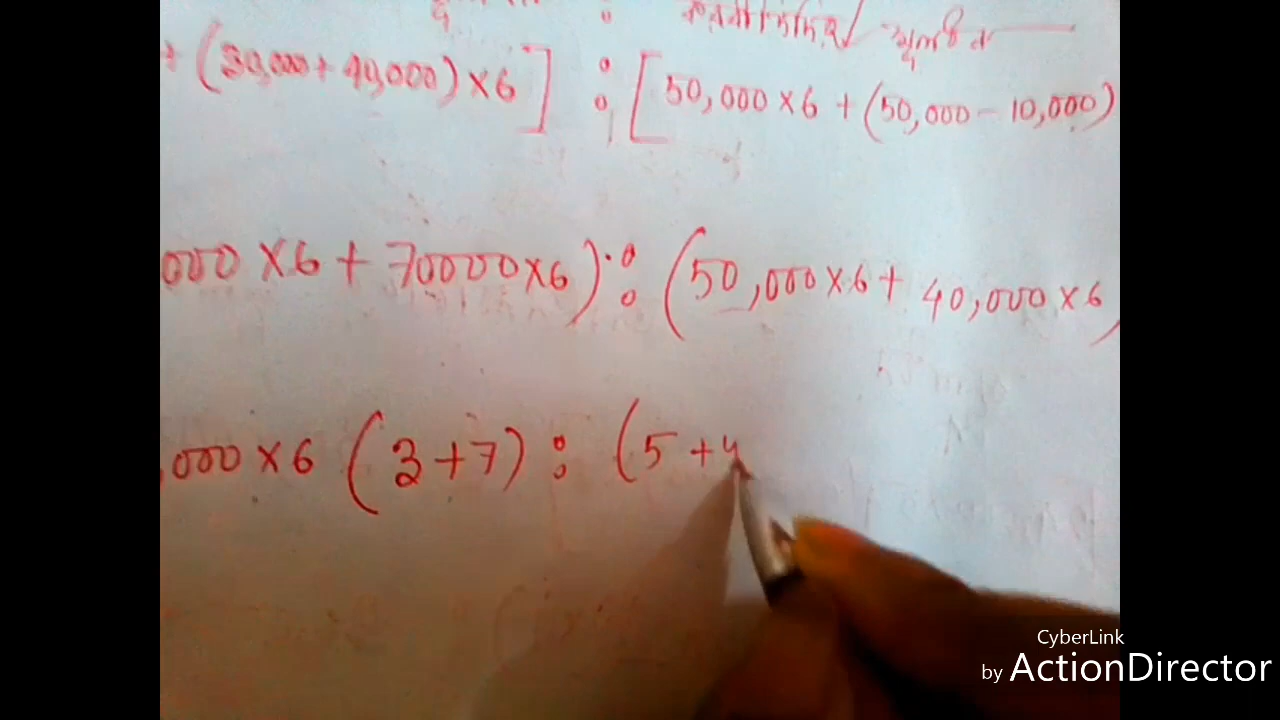 :
+ (30,000 + 40,000) × 6 ] : [ 50,000 × 6 + (50,000 − 10,000)
000 × 6 + 70000 × 6) : (50,000 × 6 + 40,000 × 6)
,000 × 6 (3 + 7) : (5 + 4
CyberLink
by ActionDirector